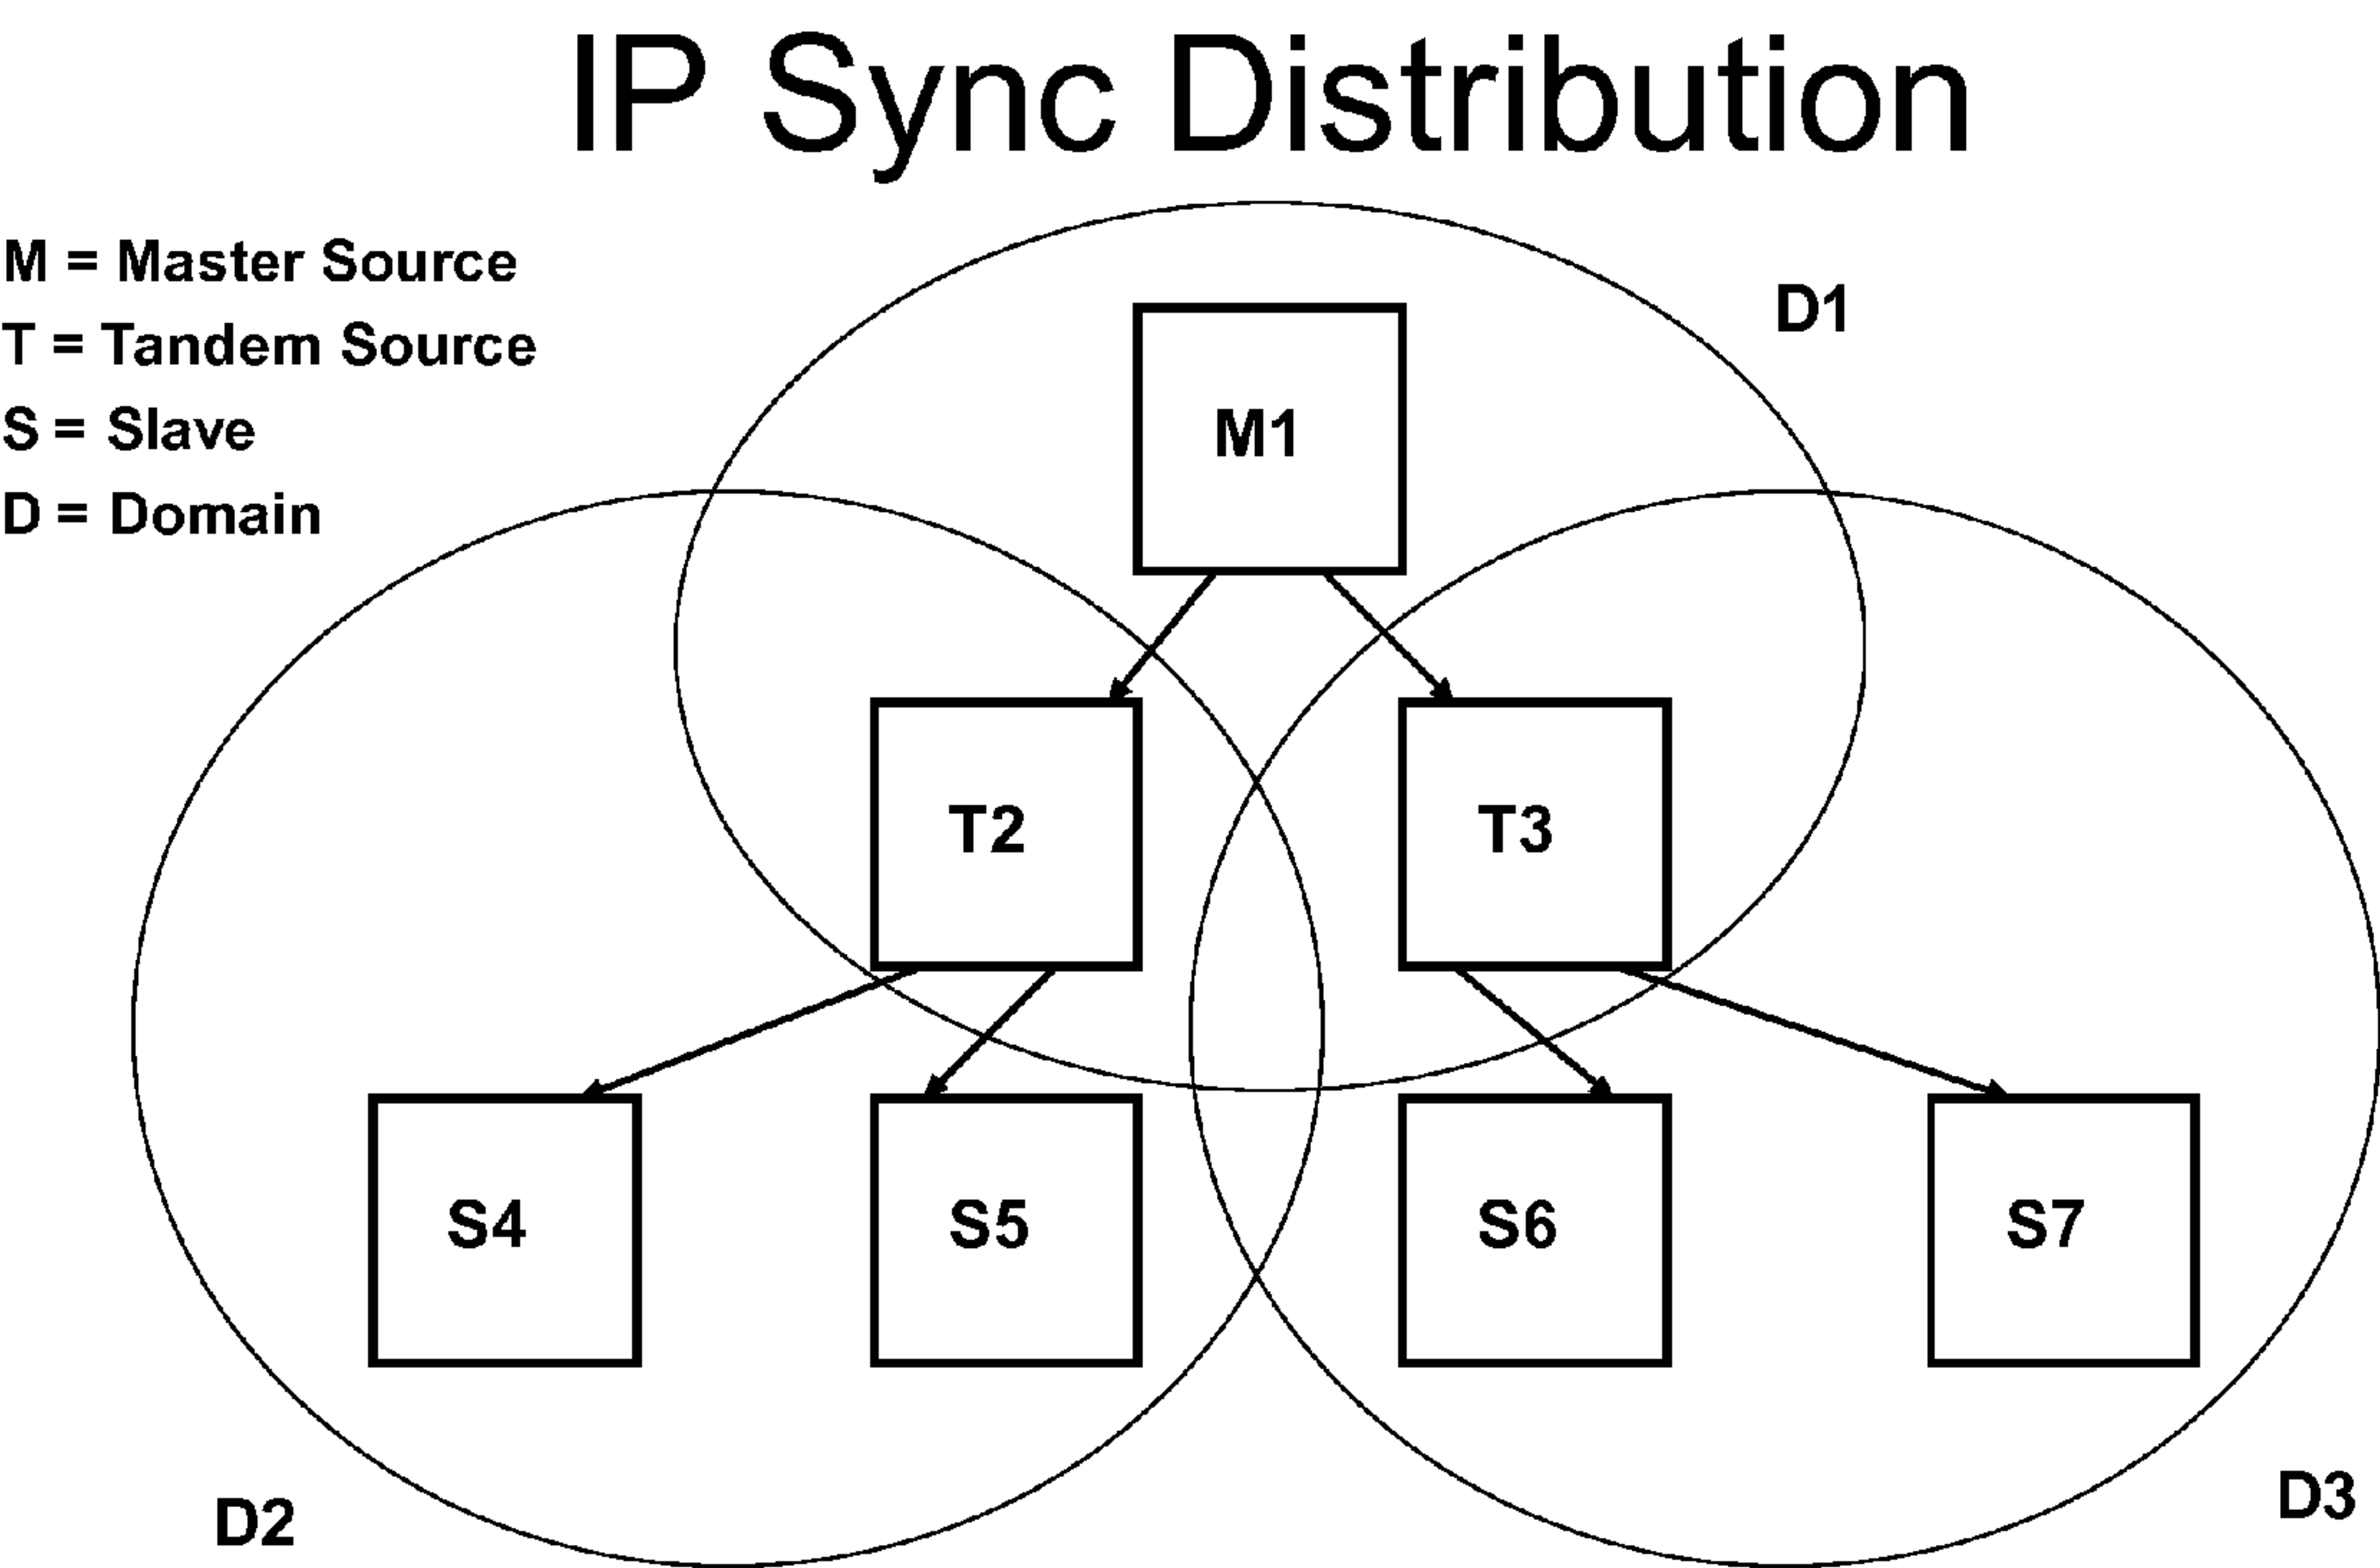 IP Sync Distribution
M = Master Source
T = Tandem Source
S = Slave
D = Domain
D1
M1
T2
T3
S4
S5
S6
S7
D2
D3